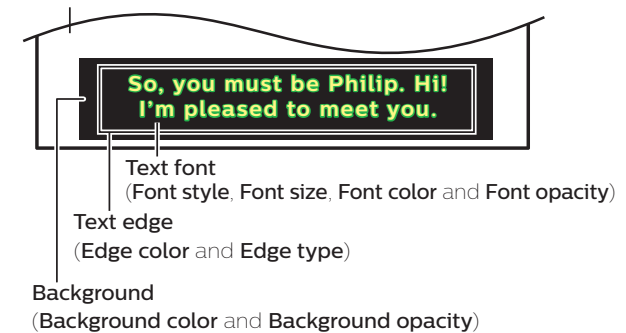 So, you must be Philip. Hi!
I'm pleased to meet you.
Text font
(Font style, Font size, Font color and Font opacity)
Text edge
(Edge color and Edge type)
Background
(Background color and Background opacity)